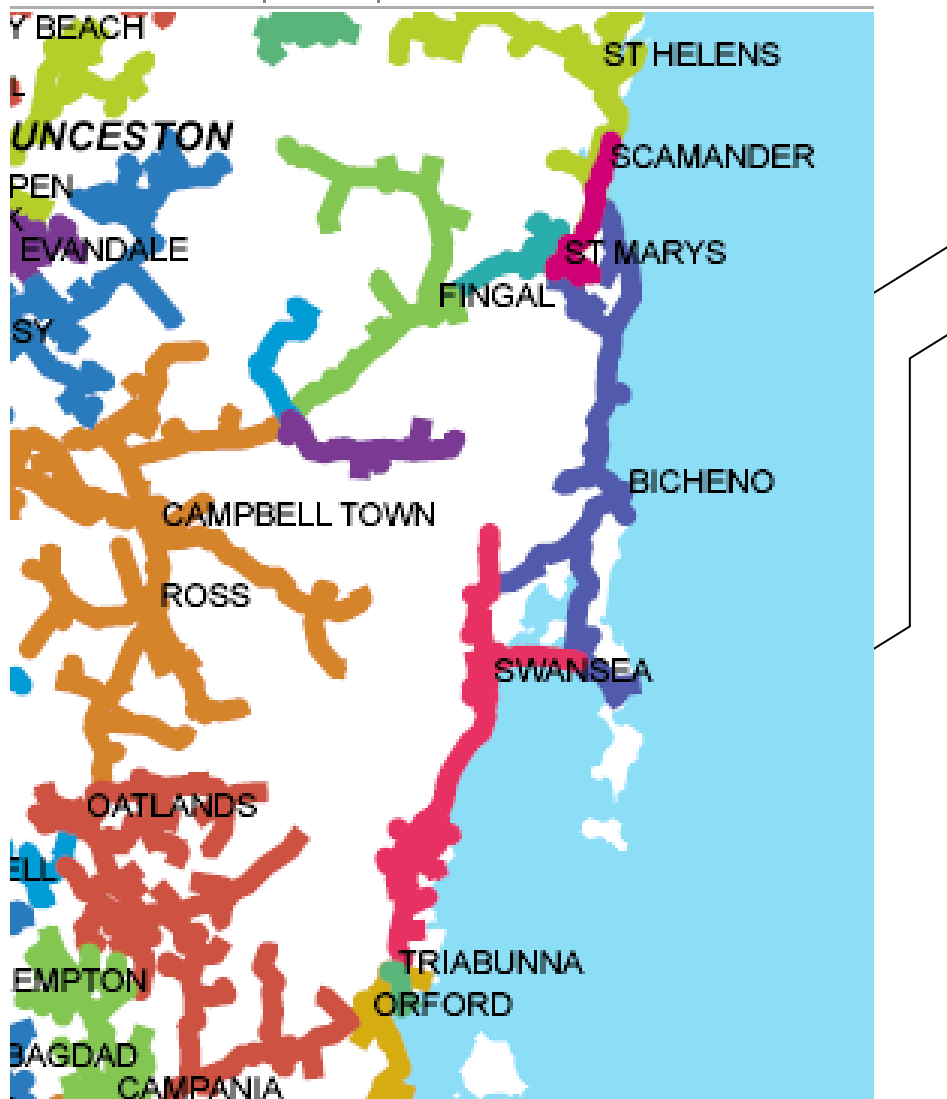 Y BEACH
ST HELENS
L
UNCESTON
SCAMANDER
PEN
K
EVANDALE
ST MARYS
FINGAL
SY
BICHENO
CAMPBELL TOWN
ROSS
SWANSEA
OATLANDS
ELL
TRIABUNNA
EMPTON
ORFORD
BAGDAD
CAMPANIA